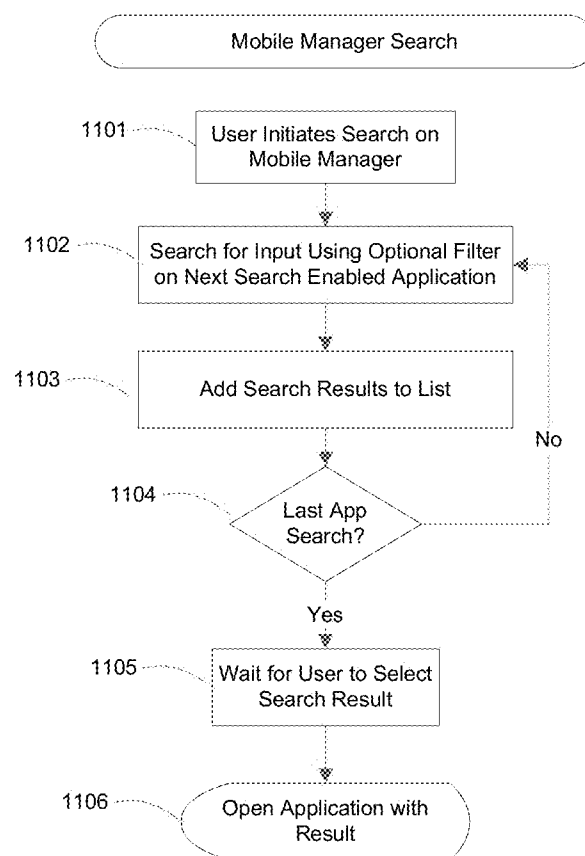 Mobile Manager Search
1101
User Initiates Search on
Mobile Manager
1102
Search for Input Using Optional Filter
on Next Search Enabled Application
1103
Add Search Results to List
No
1104
Last App
Search?
Yes
1105
Wait for User to Select
Search Result
1106
Open Application with
Result